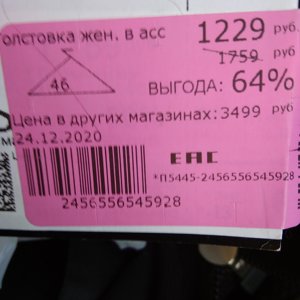 олстовка жен. в асс 1229 руб.
1759 руб.
46 ВЫГОДА: 64%
Цена в других магазинах: 3499 руб
24.12.2020
EAC
*П5445-2456556545928
2456556545928